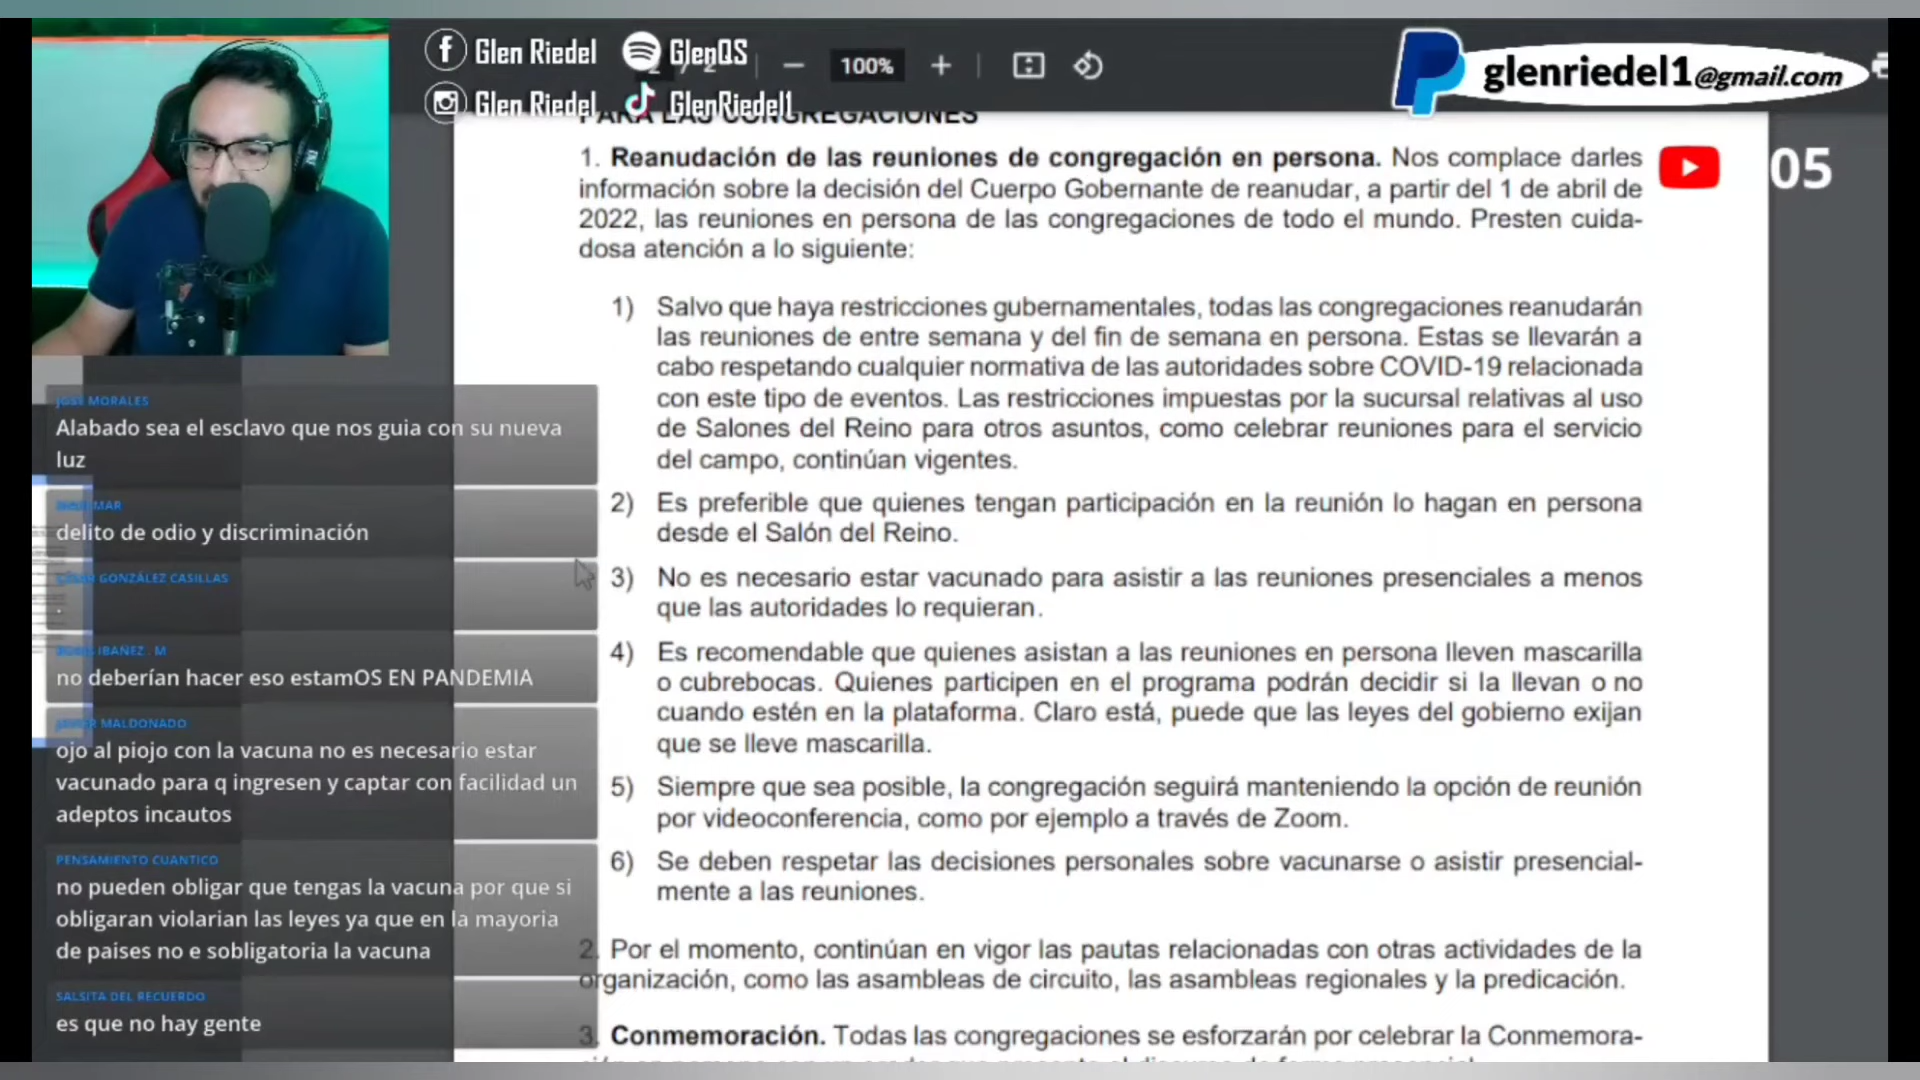 Glen Riedel
GlenQS
Glen Riedel
GlenRiedel1
100%
glenriedel1@gmail.com
05
PARA LAS CONGREGACIONES
1. Reanudación de las reuniones de congregación en persona. Nos complace darles
información sobre la decisión del Cuerpo Gobernante de reanudar, a partir del 1 de abril de
2022, las reuniones en persona de las congregaciones de todo el mundo. Presten cuida-
dosa atención a lo siguiente:
1) Salvo que haya restricciones gubernamentales, todas las congregaciones reanudarán
las reuniones de entre semana y del fin de semana en persona. Estas se llevarán a
cabo respetando cualquier normativa de las autoridades sobre COVID-19 relacionada
con este tipo de eventos. Las restricciones impuestas por la sucursal relativas al uso
de Salones del Reino para otros asuntos, como celebrar reuniones para el servicio
del campo, continúan vigentes.
2) Es preferible que quienes tengan participación en la reunión lo hagan en persona
desde el Salón del Reino.
3) No es necesario estar vacunado para asistir a las reuniones presenciales a menos
que las autoridades lo requieran.
4) Es recomendable que quienes asistan a las reuniones en persona lleven mascarilla
o cubrebocas. Quienes participen en el programa podrán decidir si la llevan o no
cuando estén en la plataforma. Claro está, puede que las leyes del gobierno exijan
que se lleve mascarilla.
5) Siempre que sea posible, la congregación seguirá manteniendo la opción de reunión
por videoconferencia, como por ejemplo a través de Zoom.
6) Se deben respetar las decisiones personales sobre vacunarse o asistir presencial-
mente a las reuniones.
2. Por el momento, continúan en vigor las pautas relacionadas con otras actividades de la
organización, como las asambleas de circuito, las asambleas regionales y la predicación.
3. Conmemoración. Todas las congregaciones se esforzarán por celebrar la Conmemora-
JOSE MORALES
Alabado sea el esclavo que nos guia con su nueva
luz
MAR
delito de odio y discriminación
GONZÁLEZ CASILLAS
.
IBAÑEZ . M
no deberían hacer eso estamOS EN PANDEMIA
JAVIER MALDONADO
ojo al piojo con la vacuna no es necesario estar
vacunado para q ingresen y captar con facilidad un
adeptos incautos
PENSAMIENTO CUANTICO
no pueden obligar que tengas la vacuna por que si
obligaran violarian las leyes ya que en la mayoria
de paises no e sobligatoria la vacuna
SALSITA DEL RECUERDO
es que no hay gente